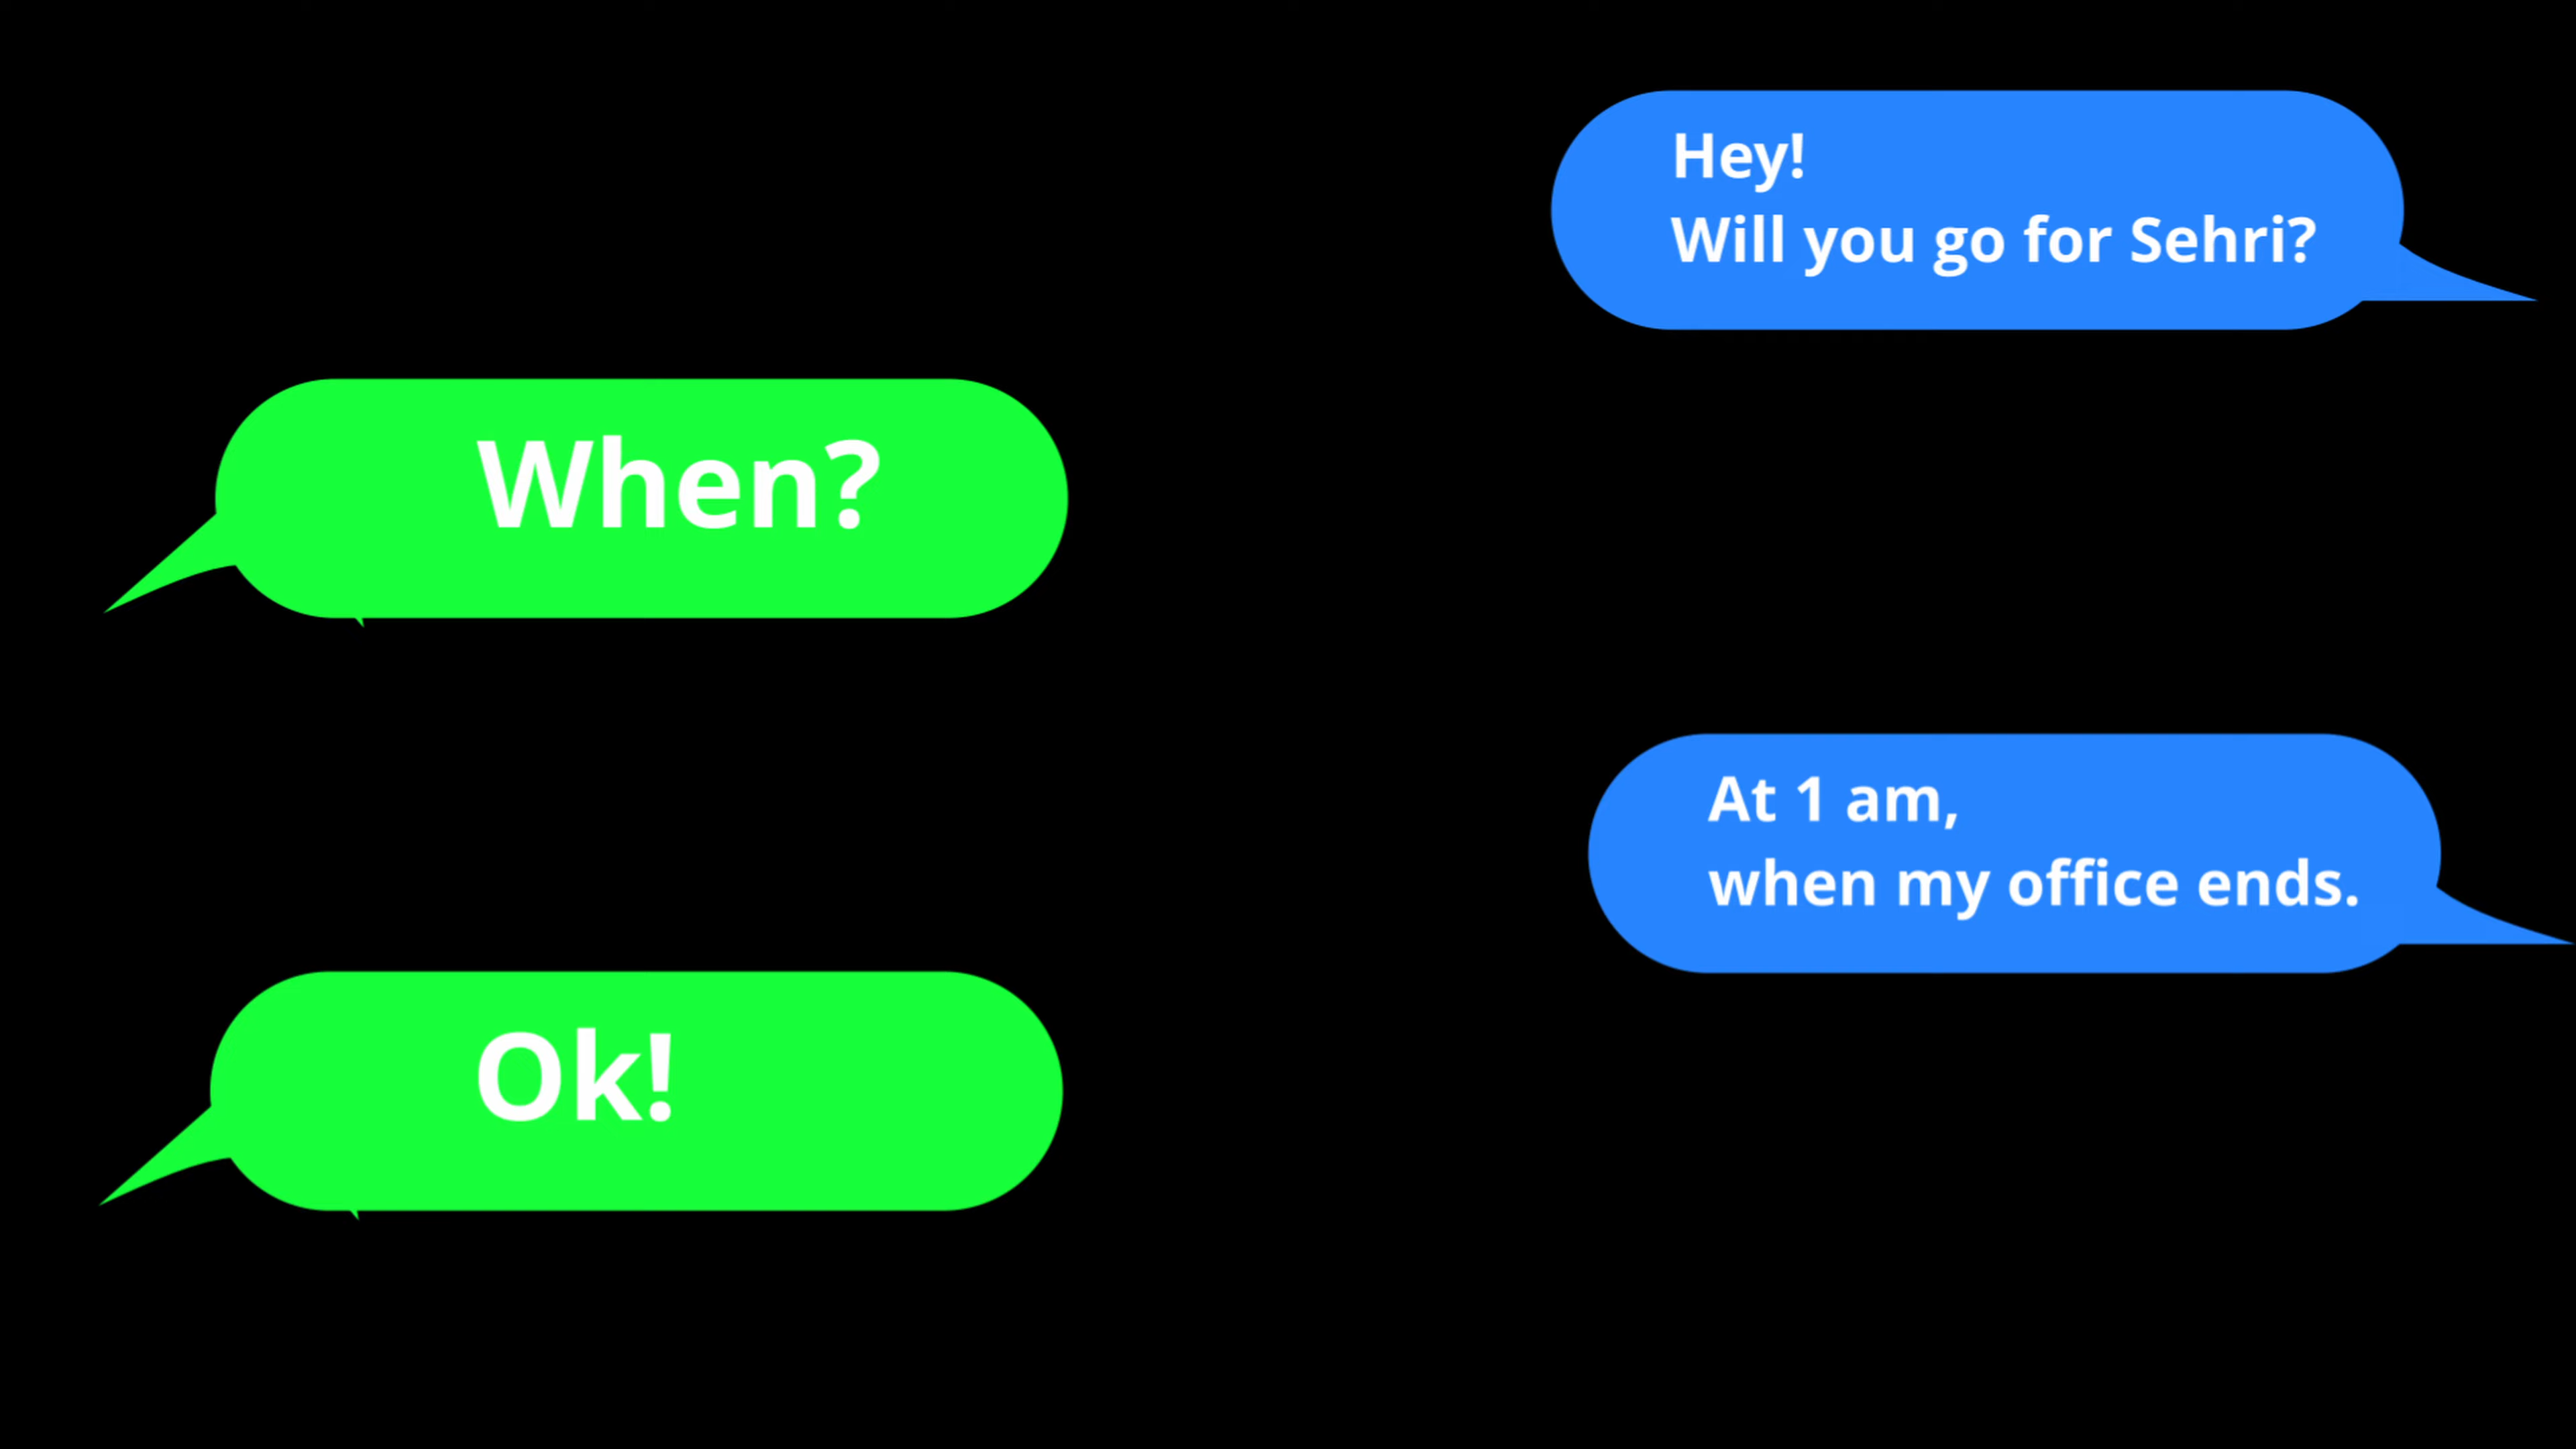 Hey!
Will you go for Sehri?
When?
At 1 am,
when my office ends.
Ok!